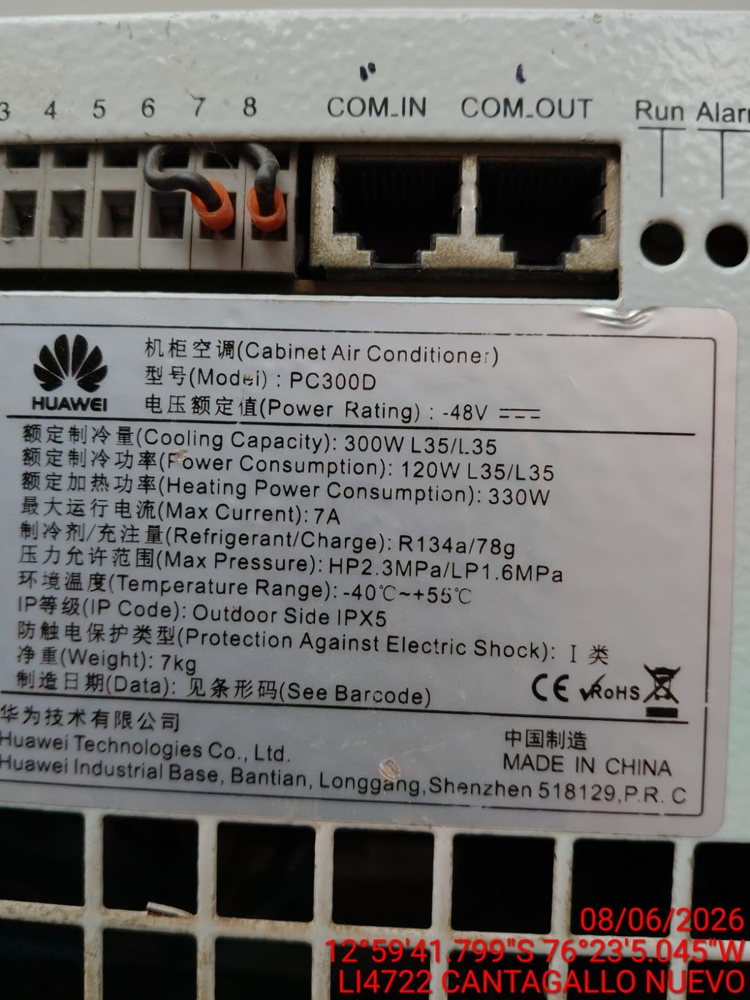 3 4 5 6 7 8 COM_IN COM_OUT Run Alarm
HUAWEI
机柜空调(Cabinet Air Conditioner)
型号(Model) : PC300D
电压额定值(Power Rating) : -48V
额定制冷量(Cooling Capacity): 300W L35/L35
额定制冷功率(Power Consumption): 120W L35/L35
额定加热功率(Heating Power Consumption): 330W
最大运行电流(Max Current): 7A
制冷剂/充注量(Refrigerant/Charge): R134a/78g
压力允许范围(Max Pressure): HP2.3MPa/LP1.6MPa
环境温度(Temperature Range): -40℃~+55℃
IP等级(IP Code): Outdoor Side IPX5
防触电保护类型(Protection Against Electric Shock): I 类
净重(Weight): 7kg
制造日期(Data): 见条形码(See Barcode)
CE RoHS
华为技术有限公司
Huawei Technologies Co., Ltd.
Huawei Industrial Base, Bantian, Longgang,Shenzhen 518129,P.R. C
中国制造
MADE IN CHINA
08/06/2026
12°59'41.799"S 76°23'5.045"W
LI4722 CANTAGALLO NUEVO